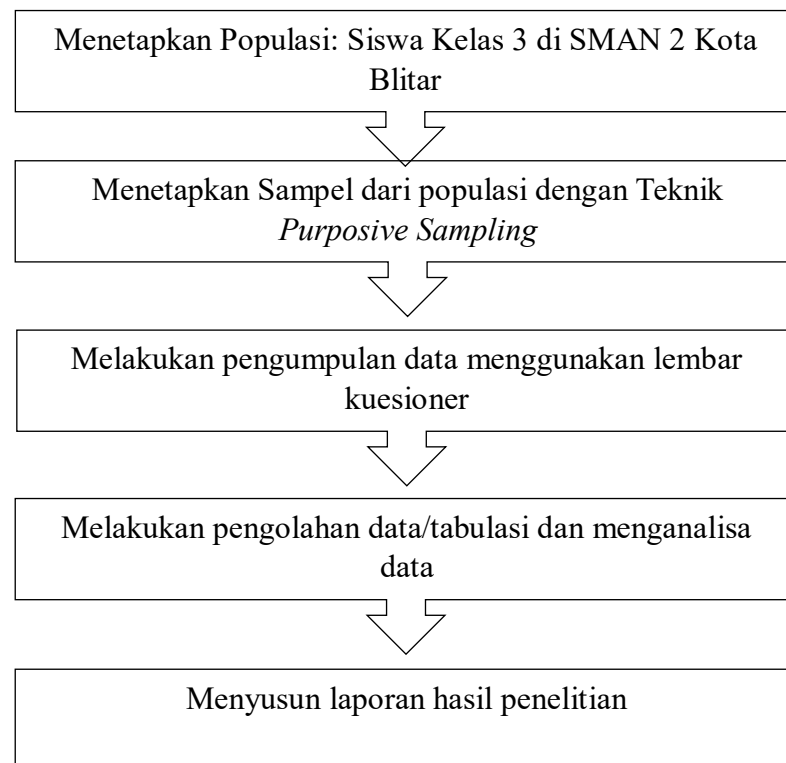 Menetapkan Populasi: Siswa Kelas 3 di SMAN 2 Kota
Blitar
Menetapkan Sampel dari populasi dengan Teknik
Purposive Sampling
Melakukan pengumpulan data menggunakan lembar
kuesioner
Melakukan pengolahan data/tabulasi dan menganalisa
data
Menyusun laporan hasil penelitian